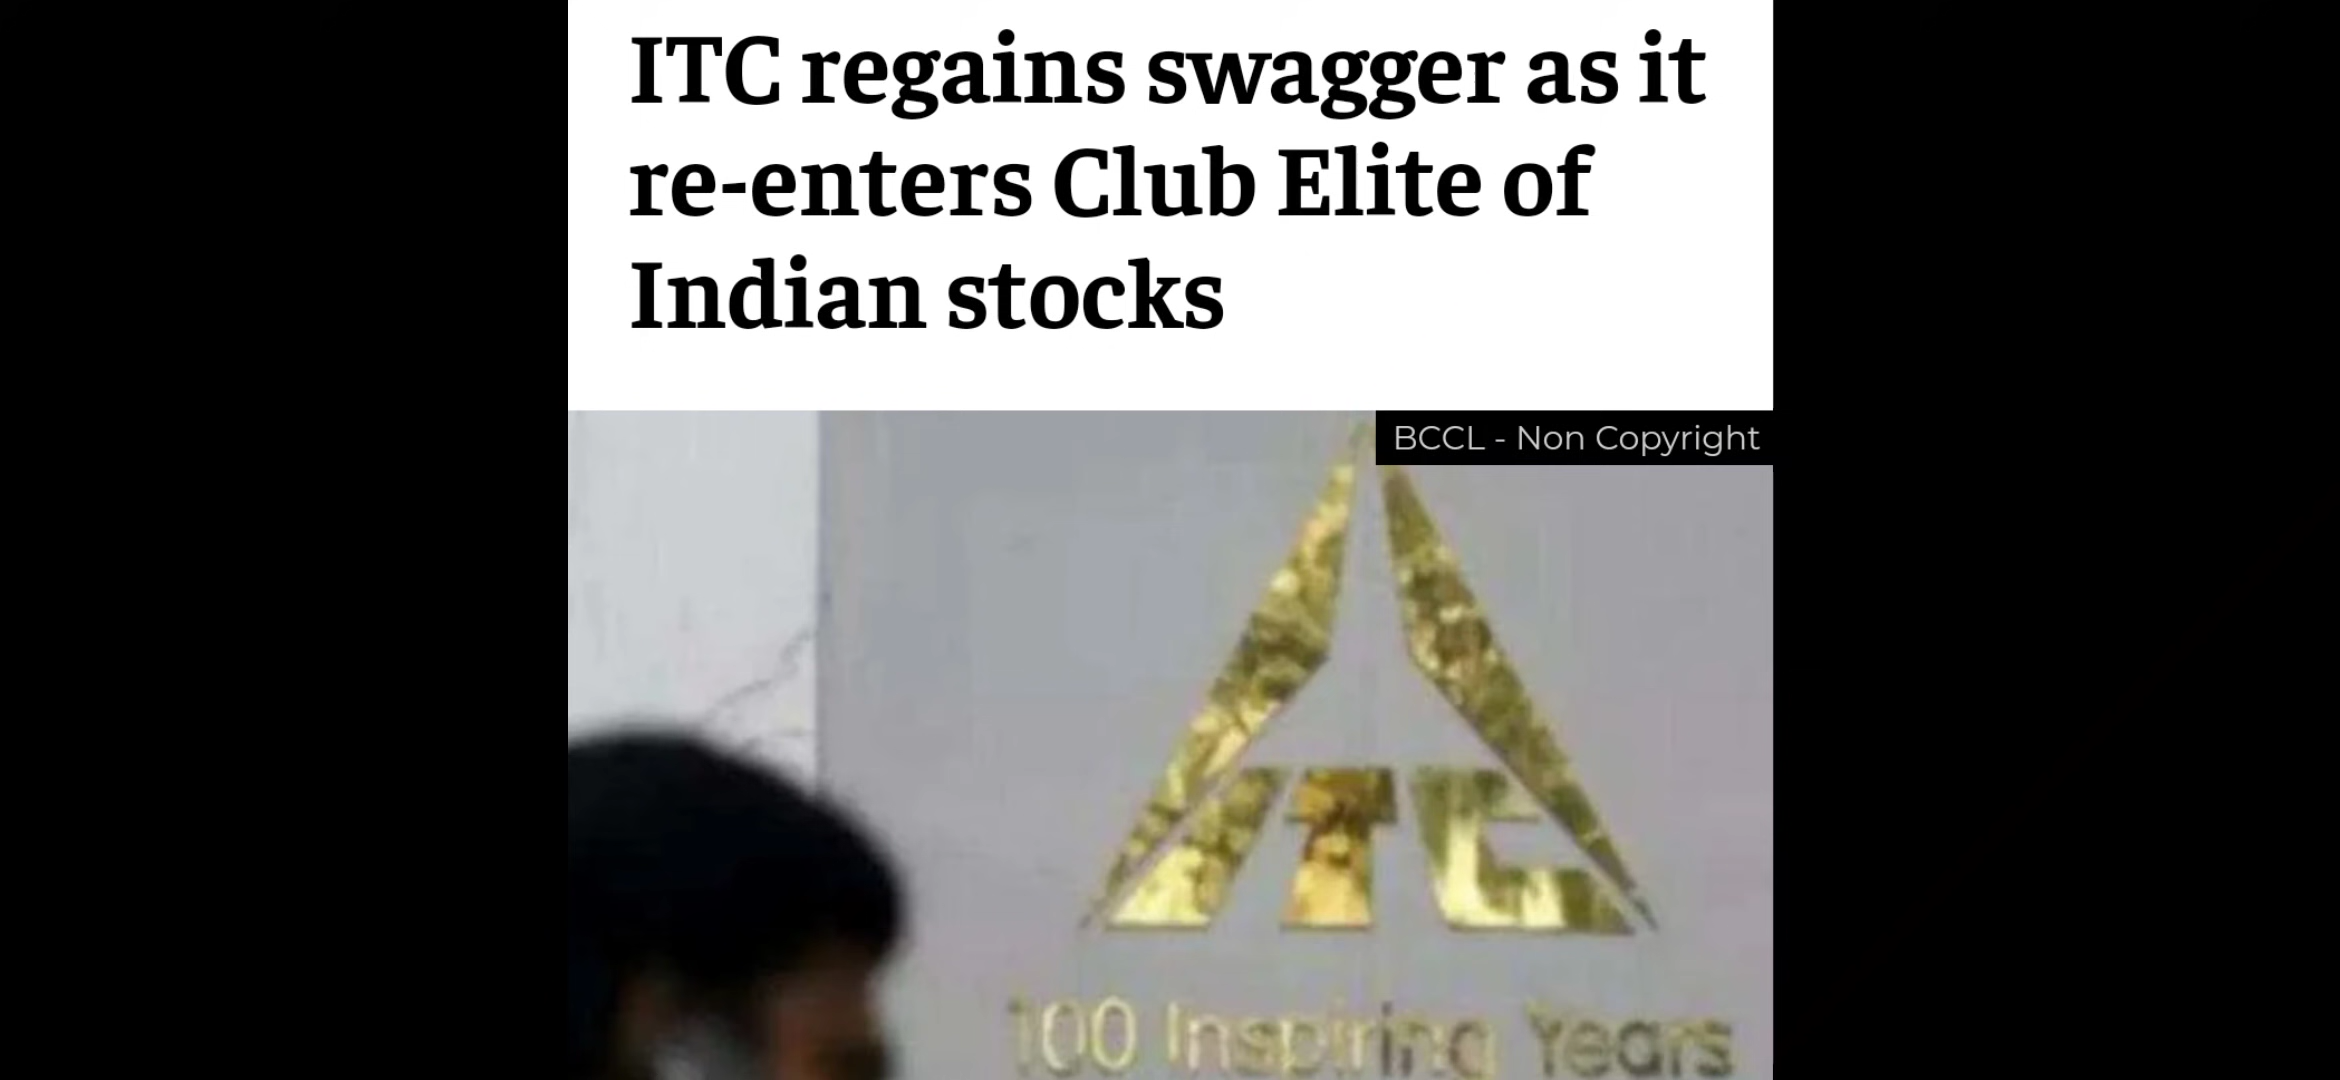 ITC regains swagger as it
re-enters Club Elite of
Indian stocks
BCCL - Non Copyright
ITC
100 Inspiring Years